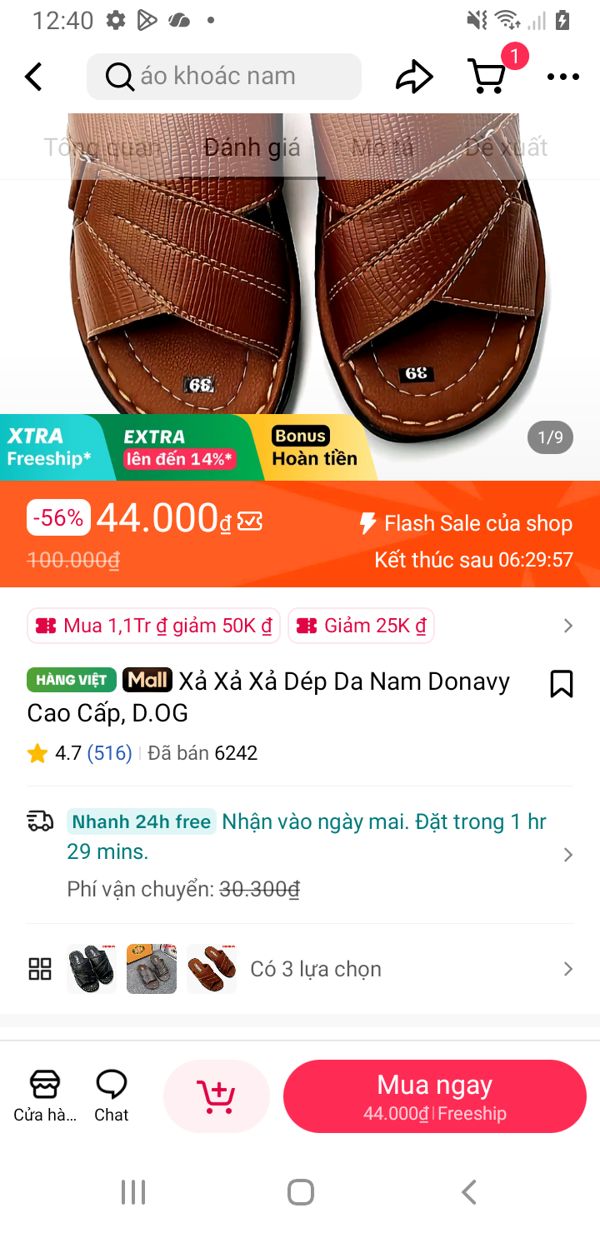 12:40
1
áo khoác nam
Tổng quan Đánh giá Mô tả Đề xuất
39 39
XTRA
Freeship*
EXTRA
lên đến 14%*
Bonus
Hoàn tiền
1/9
-56% 44.000₫
Flash Sale của shop
100.000₫
Kết thúc sau 06:29:57
Mua 1,1Tr ₫ giảm 50K ₫ Giảm 25K ₫
HÀNG VIỆT Mall Xả Xả Xả Dép Da Nam Donavy
Cao Cấp, D.OG
4.7 (516) Đã bán 6242
Nhanh 24h free Nhận vào ngày mai. Đặt trong 1 hr
29 mins.
Phí vận chuyển: 30.300₫
Có 3 lựa chọn
Mua ngay
44.000₫ Freeship
Cửa hà... Chat